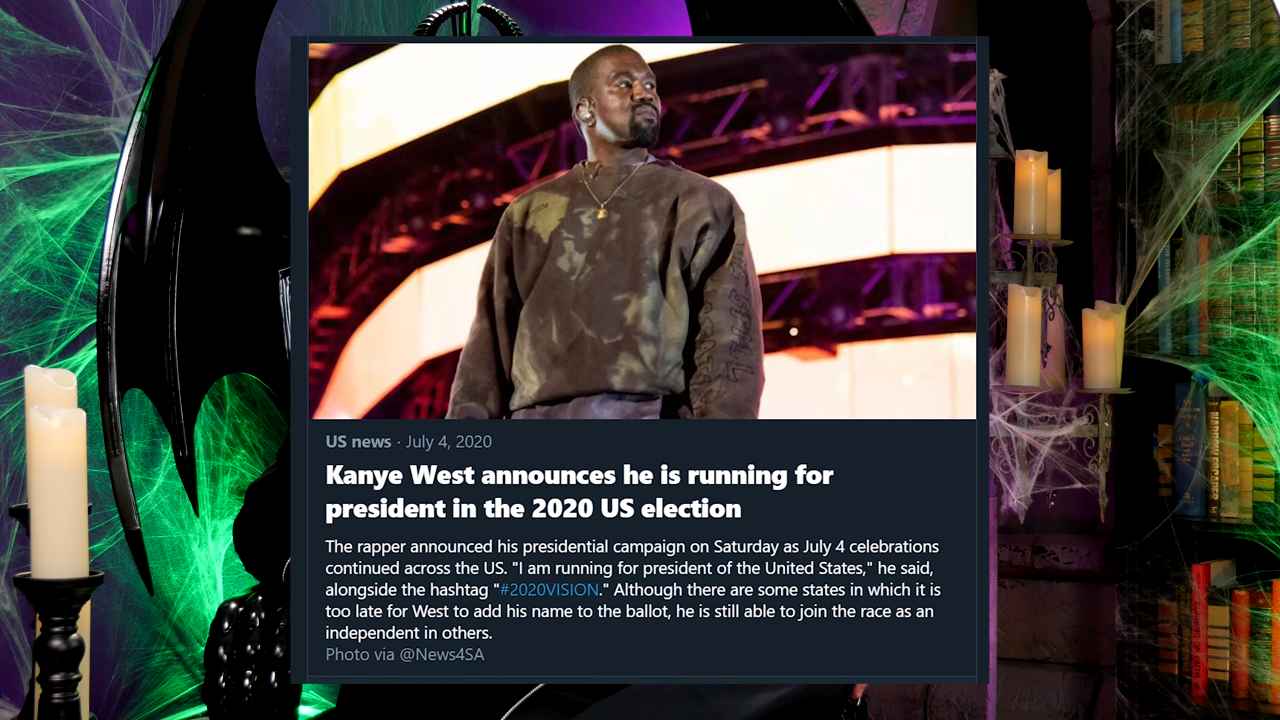 US news · July 4, 2020
Kanye West announces he is running for
president in the 2020 US election
The rapper announced his presidential campaign on Saturday as July 4 celebrations
continued across the US. "I am running for president of the United States," he said,
alongside the hashtag "#2020VISION." Although there are some states in which it is
too late for West to add his name to the ballot, he is still able to join the race as an
independent in others.
Photo via @News4SA